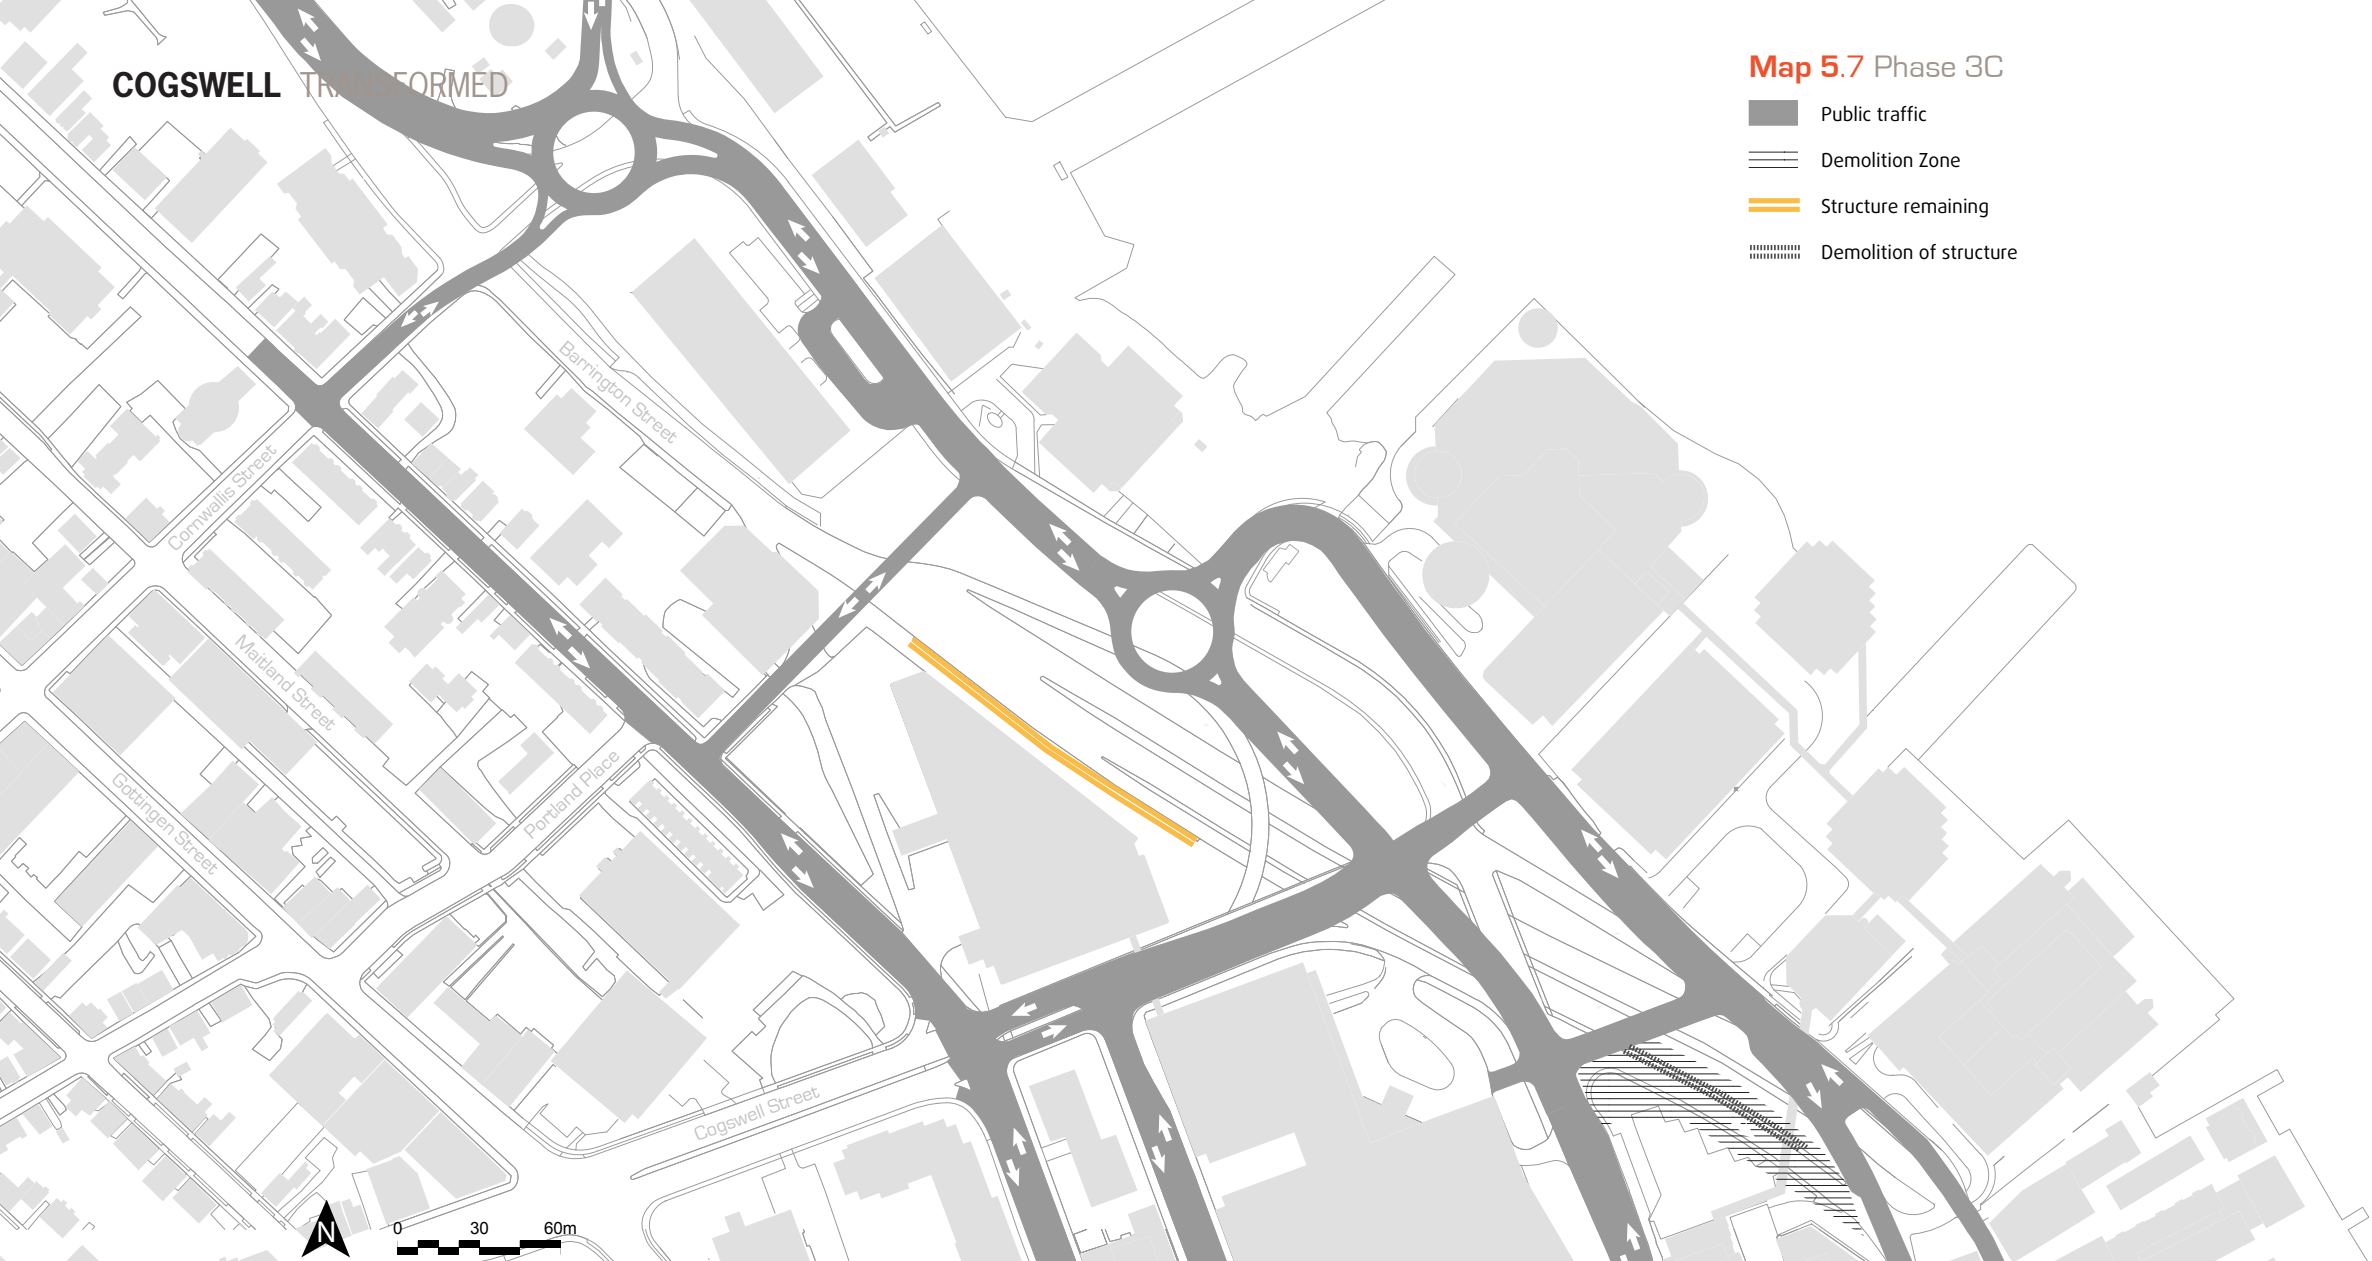 COGSWELL TRANSFORMED
Map 5.7 Phase 3C
Public traffic
Demolition Zone
Structure remaining
Demolition of structure
Barrington Street
Cornwallis Street
Maitland Street
Gottingen Street
Portland Place
Cogswell Street
N
0 30 60m